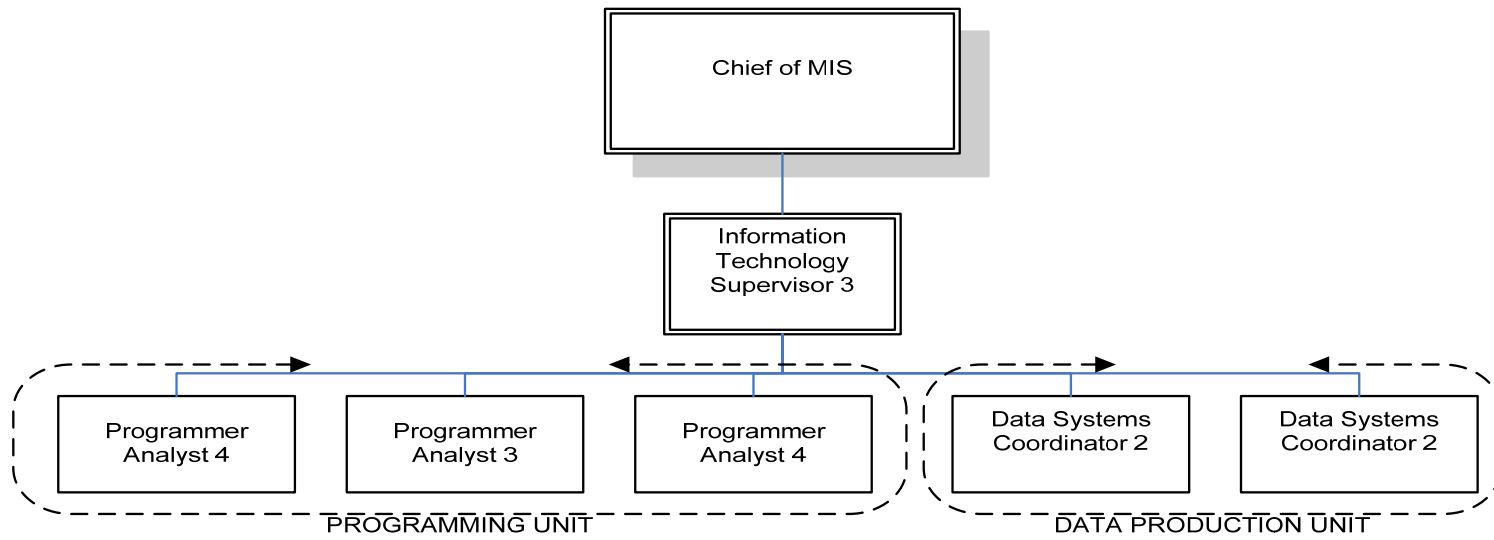 Chief of MIS
Information
Technology
Supervisor 3
Programmer
Analyst 4
Programmer
Analyst 3
Programmer
Analyst 4
Data Systems
Coordinator 2
Data Systems
Coordinator 2
PROGRAMMING UNIT
DATA PRODUCTION UNIT